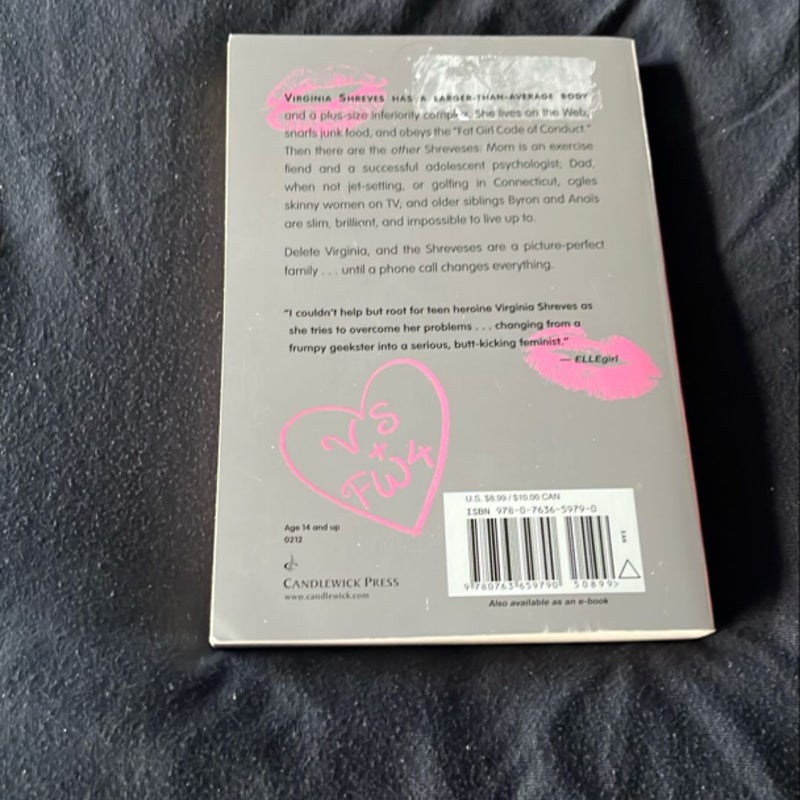 VIRGINIA SHREVES HAS A LARGER-THAN-AVERAGE BODY
and a plus-size inferiority complex. She lives on the Web,
snarfs junk food, and obeys the "Fat Girl Code of Conduct."
Then there are the other Shreveses: Mom is an exercise
fiend and a successful adolescent psychologist; Dad,
when not jet-setting, or golfing in Connecticut, ogles
skinny women on TV; and older siblings Byron and Anaïs
are slim, brilliant, and impossible to live up to.
Delete Virginia, and the Shreveses are a picture-perfect
family . . . until a phone call changes everything.
"I couldn't help but root for teen heroine Virginia Shreves as
she tries to overcome her problems . . . changing from a
frumpy geekster into a serious, butt-kicking feminist."
— ELLEgirl
VS
x
FW4
Age 14 and up
0212
CANDLEWICK PRESS
www.candlewick.com
U.S. $8.99 / $10.00 CAN
ISBN 978-0-7636-5979-0
EAN
9 780763 659790 50899>
Also available as an e-book